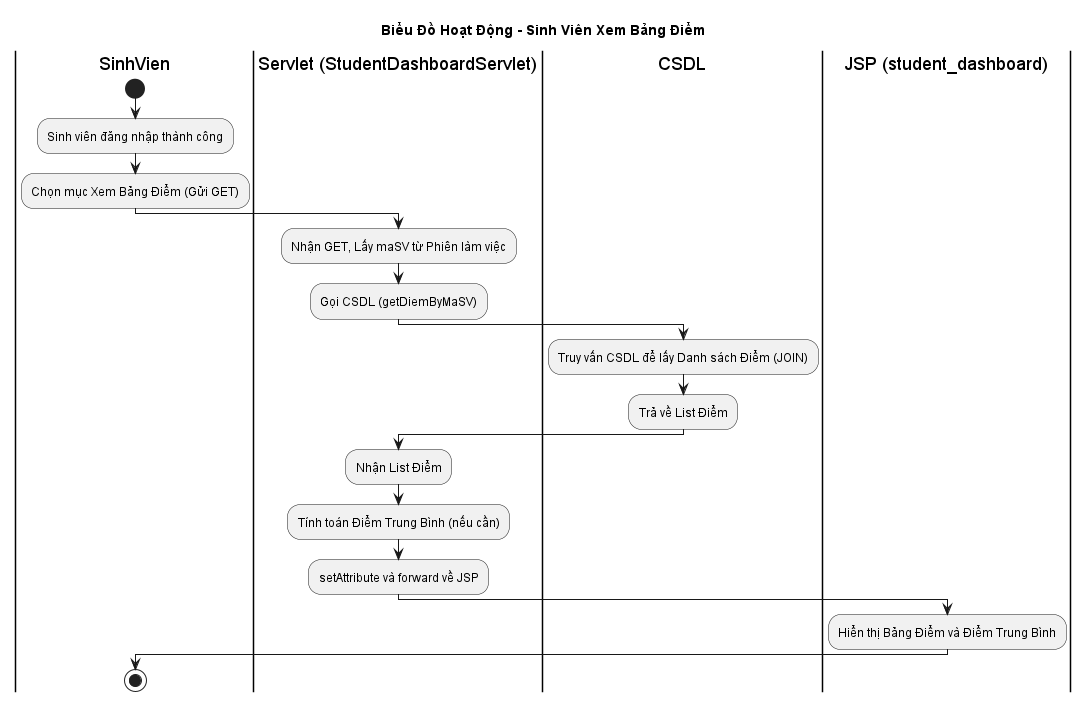 Biểu Đồ Hoạt Động - Sinh Viên Xem Bảng Điểm
SinhVien
Servlet (StudentDashboardServlet)
CSDL
JSP (student_dashboard)
Sinh viên đăng nhập thành công
Chọn mục Xem Bảng Điểm (Gửi GET)
Nhận GET, Lấy maSV từ Phiên làm việc
Gọi CSDL (getDiemByMaSV)
Truy vấn CSDL để lấy Danh sách Điểm (JOIN)
Trả về List Điểm
Nhận List Điểm
Tính toán Điểm Trung Bình (nếu cần)
setAttribute và forward về JSP
Hiển thị Bảng Điểm và Điểm Trung Bình